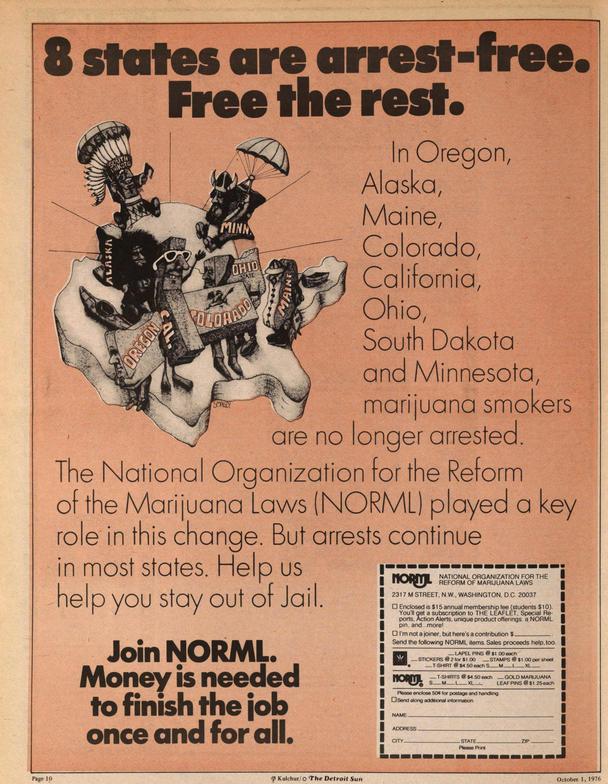 8 states are arrest-free.
Free the rest.
SOUTH DAKOTA
MINN
ALASKA
OHIO
MAINE
COLORADO
OREGON
CAL
In Oregon,
Alaska,
Maine,
Colorado,
California,
Ohio,
South Dakota
and Minnesota,
marijuana smokers
are no longer arrested.
The National Organization for the Reform
of the Marijuana Laws (NORML) played a key
role in this change. But arrests continue
in most states. Help us
help you stay out of Jail.
Join NORML.
Money is needed
to finish the job
once and for all.
NORML NATIONAL ORGANIZATION FOR THE
REFORM OF MARIJUANA LAWS
2317 M STREET, N.W., WASHINGTON, D.C. 20037
Enclosed is $15 annual membership fee (students $10).
You'll get a subscription to THE LEAFLET, Special Re-
ports, Action Alerts, unique product offerings, a NORML
pin, and...more!
I'm not a joiner, but here's a contribution $
Send the following NORML items. Sales proceeds help, too.
LAPEL PINS @ $1.00 each
STICKERS @ 2 for $1.00 STAMPS @ $1.00 per sheet
T-SHIRT @ $4.50 each S M L XL
NORML T-SHIRTS @ $4.50 each GOLD MARIJUANA
S M L XL LEAF PINS @ $1.25 each
Please enclose 50¢ for postage and handling
Send along additional information
NAME
ADDRESS
CITY STATE ZIP
Please Print
Page 10 Kulchur/ The Detroit Sun October 1, 1976